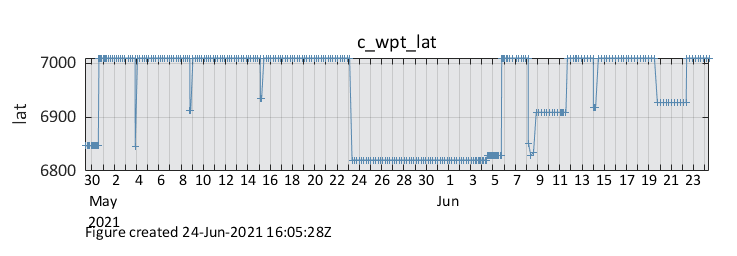 c_wpt_lat
7000
6900
6800
lat
30 2 4 6 8 10 12 14 16 18 20 22 24 26 28 30 1 3 5 7 9 11 13 15 17 19 21 23
May Jun
2021
Figure created 24-Jun-2021 16:05:28Z